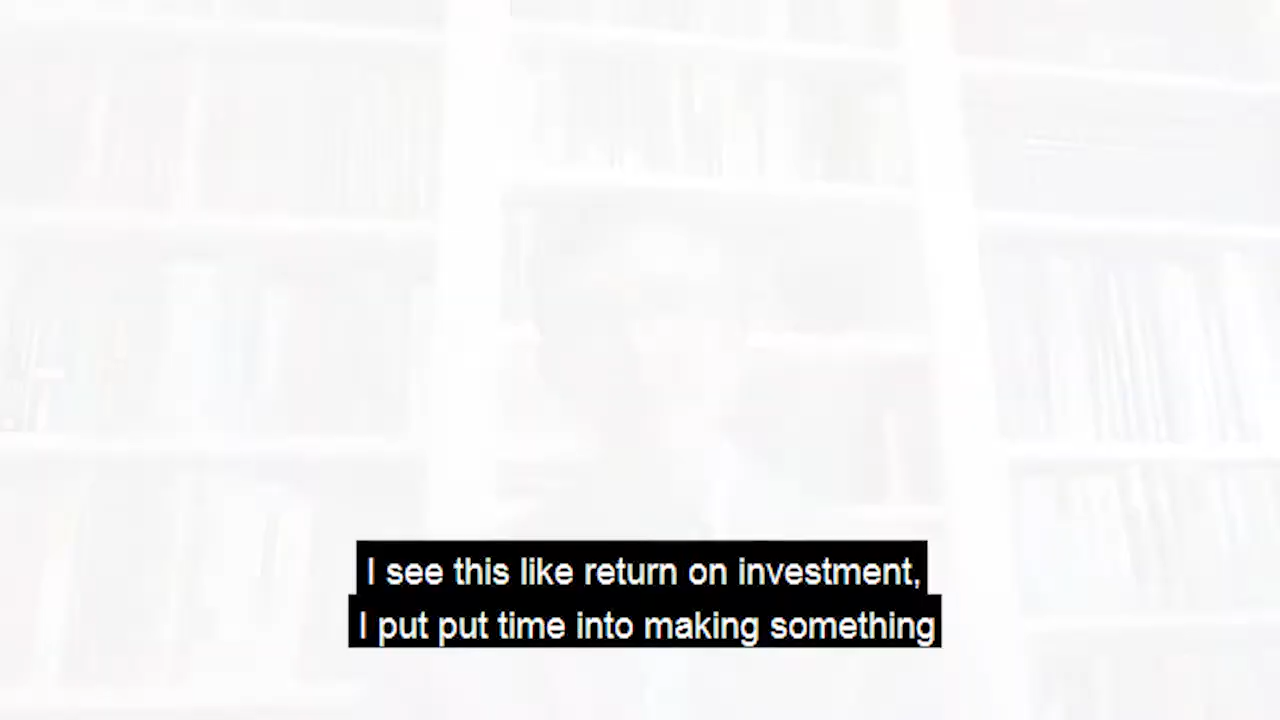 I see this like return on investment,
I put put time into making something